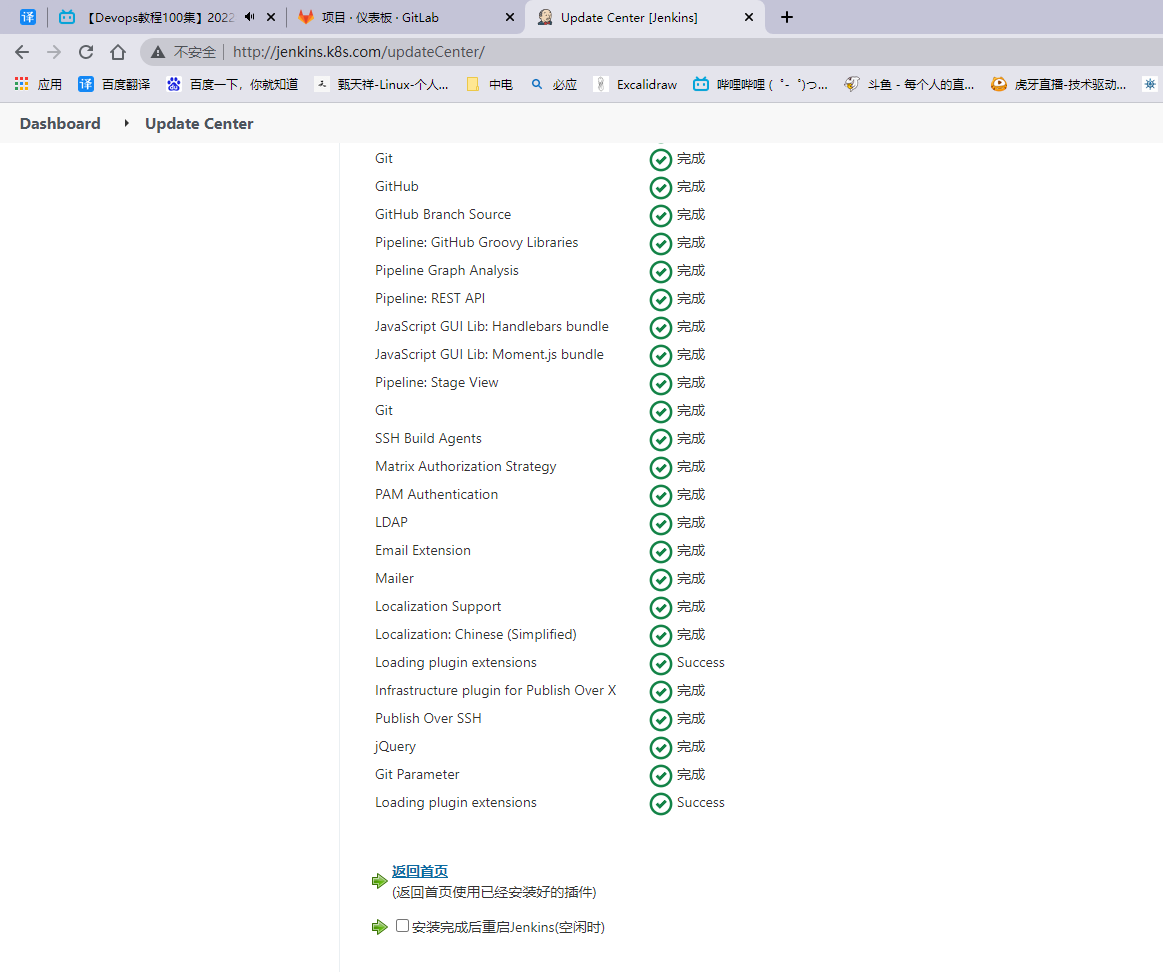 译
【Devops教程100集】2022
项目 · 仪表板 · GitLab
Update Center [Jenkins]
不安全 http://jenkins.k8s.com/updateCenter/
应用 译 百度翻译 百度一下，你就知道 甄天祥-Linux-个人... 中电 必应 Excalidraw 哔哩哔哩 (゜-゜)つ... 斗鱼 - 每个人的直... 虎牙直播-技术驱动...
Dashboard Update Center
Git 完成
GitHub 完成
GitHub Branch Source 完成
Pipeline: GitHub Groovy Libraries 完成
Pipeline Graph Analysis 完成
Pipeline: REST API 完成
JavaScript GUI Lib: Handlebars bundle 完成
JavaScript GUI Lib: Moment.js bundle 完成
Pipeline: Stage View 完成
Git 完成
SSH Build Agents 完成
Matrix Authorization Strategy 完成
PAM Authentication 完成
LDAP 完成
Email Extension 完成
Mailer 完成
Localization Support 完成
Localization: Chinese (Simplified) 完成
Loading plugin extensions Success
Infrastructure plugin for Publish Over X 完成
Publish Over SSH 完成
jQuery 完成
Git Parameter 完成
Loading plugin extensions Success
返回首页
(返回首页使用已经安装好的插件)
安装完成后重启Jenkins(空闲时)